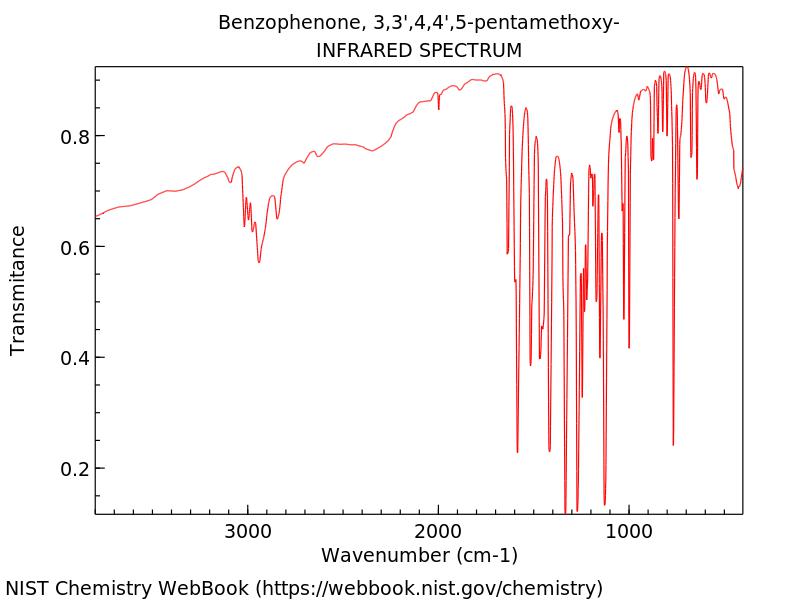 Benzophenone, 3,3',4,4',5-pentamethoxy-
INFRARED SPECTRUM
Transmitance
0.8
0.6
0.4
0.2
3000 2000 1000
Wavenumber (cm-1)
NIST Chemistry WebBook (https://webbook.nist.gov/chemistry)